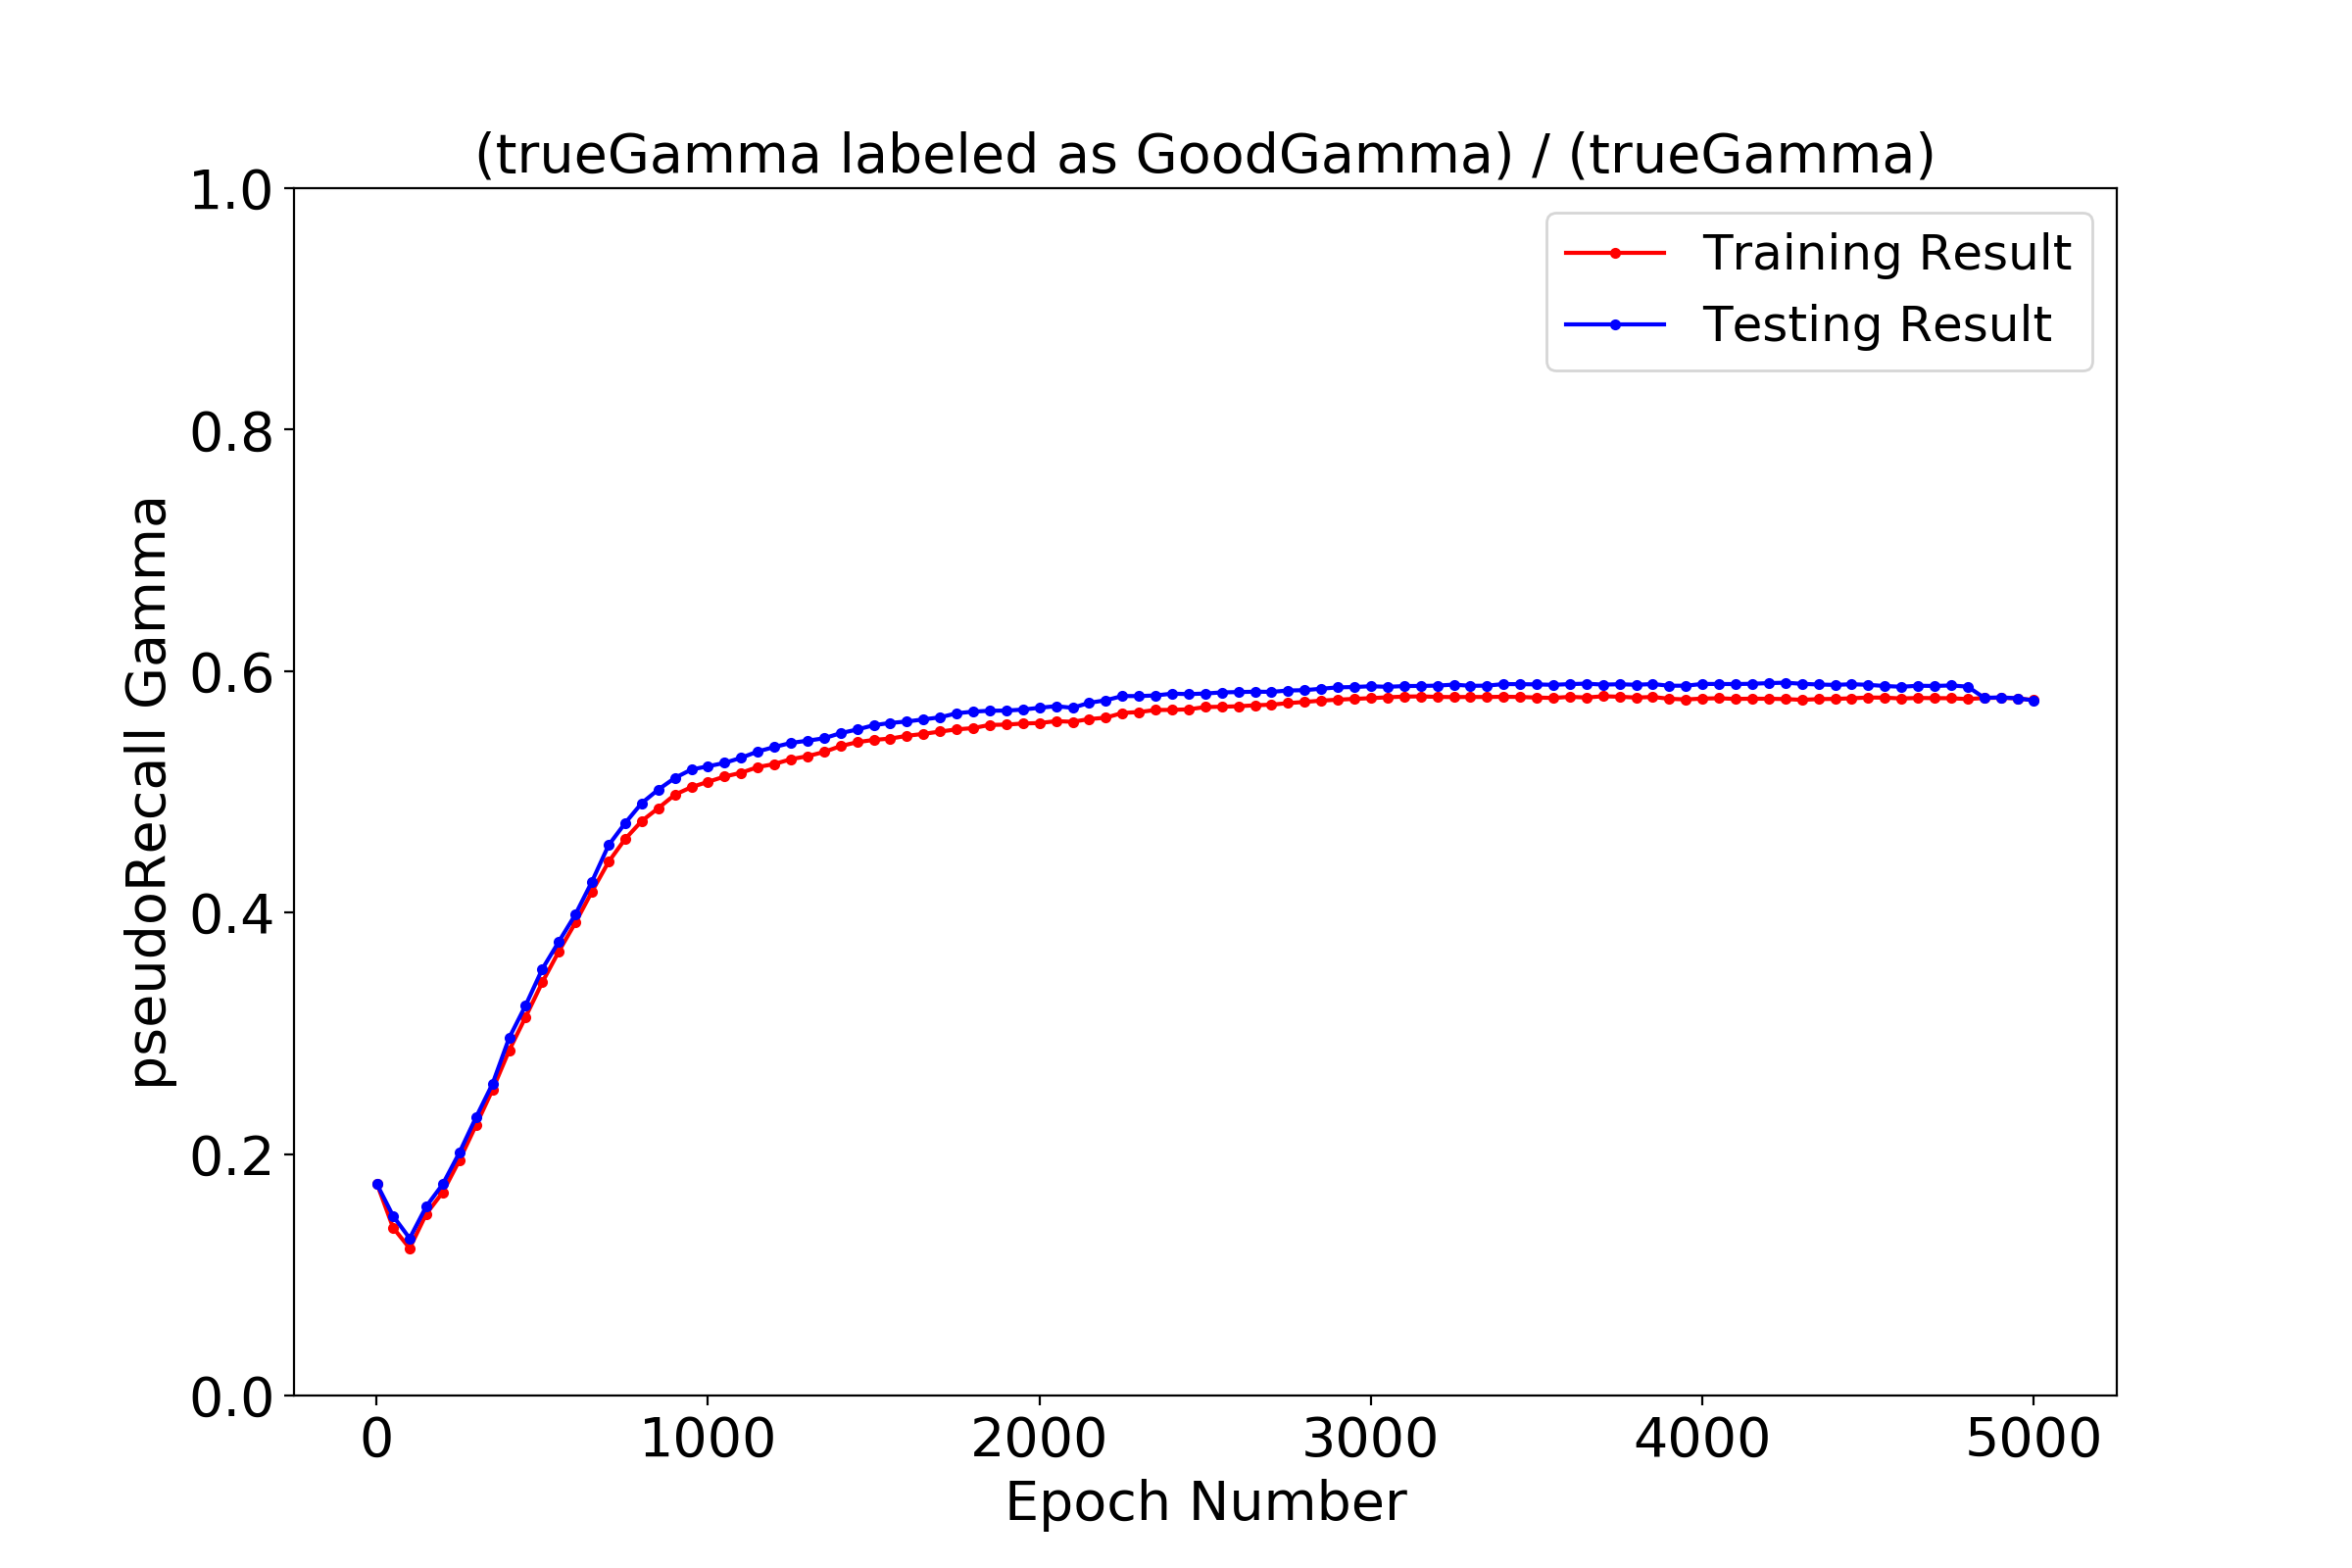 (trueGamma labeled as GoodGamma) / (trueGamma)
1.0
0.8
0.6
0.4
0.2
0.0
pseudoRecall Gamma
Training Result
Testing Result
0 1000 2000 3000 4000 5000
Epoch Number